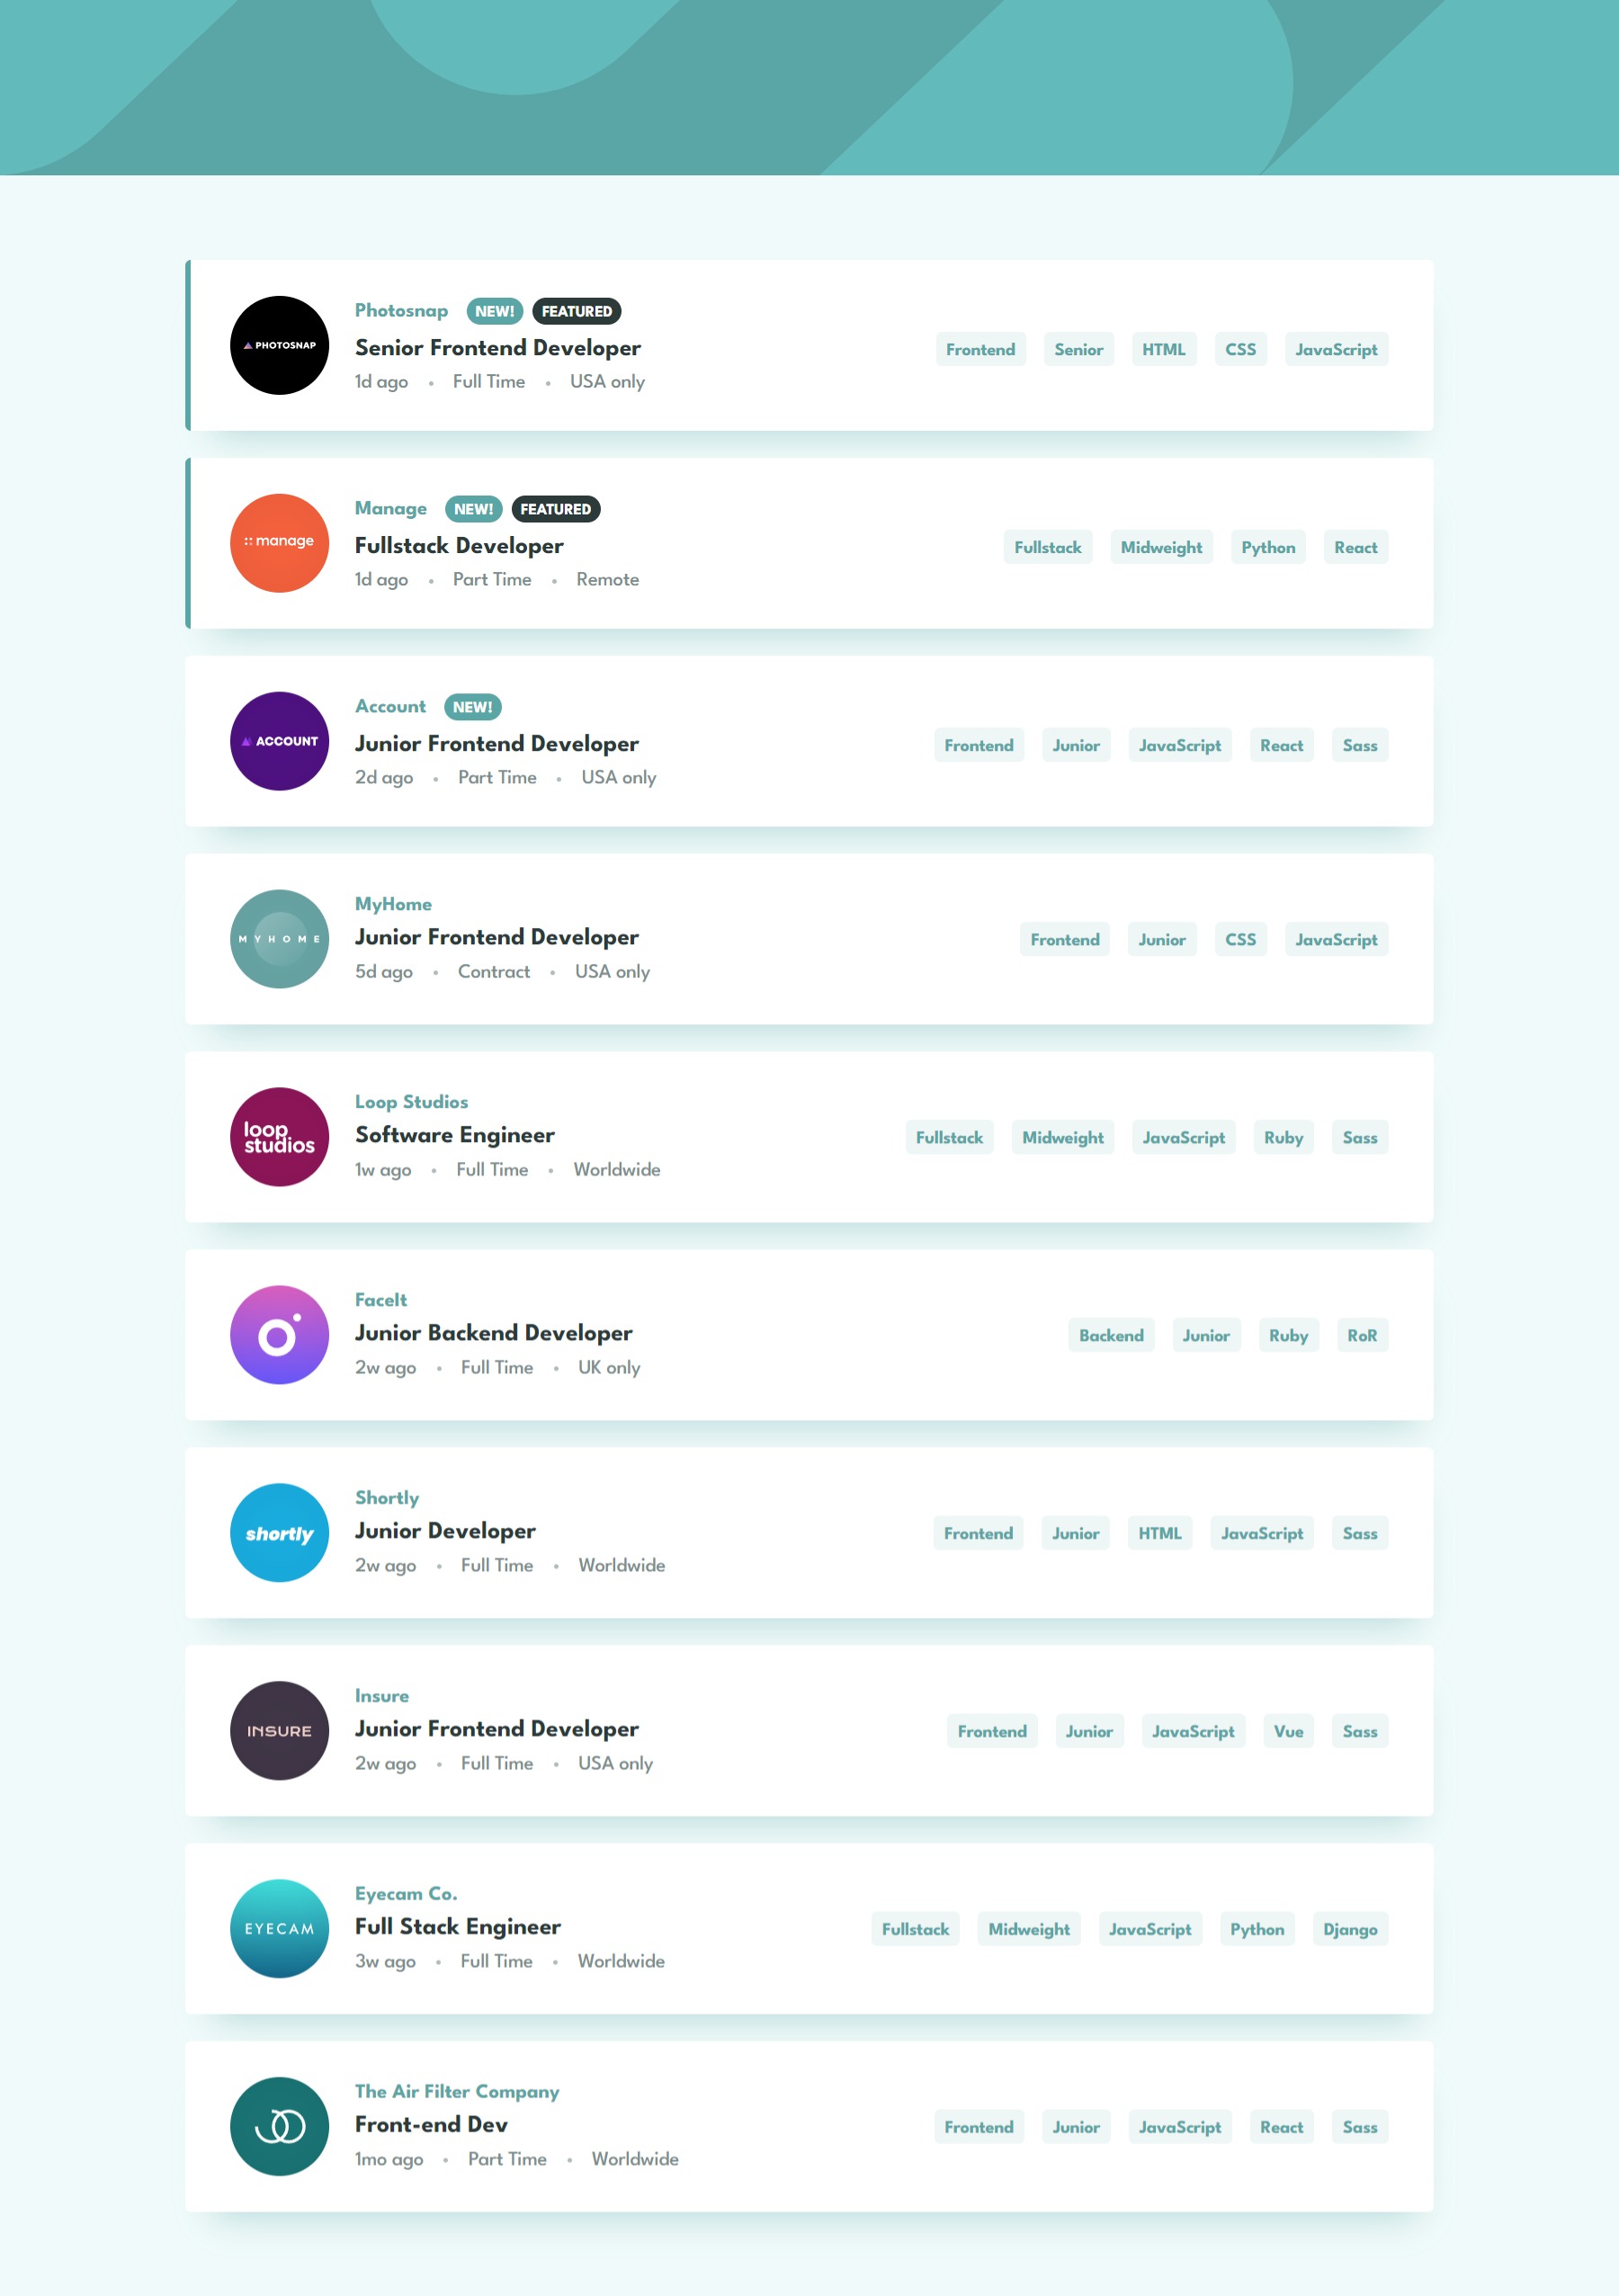 PHOTOSNAP
Photosnap NEW! FEATURED
Senior Frontend Developer
1d ago • Full Time • USA only
Frontend Senior HTML CSS JavaScript
:: manage
Manage NEW! FEATURED
Fullstack Developer
1d ago • Part Time • Remote
Fullstack Midweight Python React
ACCOUNT
Account NEW!
Junior Frontend Developer
2d ago • Part Time • USA only
Frontend Junior JavaScript React Sass
MYHOME
MyHome
Junior Frontend Developer
5d ago • Contract • USA only
Frontend Junior CSS JavaScript
loop
studios
Loop Studios
Software Engineer
1w ago • Full Time • Worldwide
Fullstack Midweight JavaScript Ruby Sass
FaceIt
Junior Backend Developer
2w ago • Full Time • UK only
Backend Junior Ruby RoR
shortly
Shortly
Junior Developer
2w ago • Full Time • Worldwide
Frontend Junior HTML JavaScript Sass
INSURE
Insure
Junior Frontend Developer
2w ago • Full Time • USA only
Frontend Junior JavaScript Vue Sass
EYECAM
Eyecam Co.
Full Stack Engineer
3w ago • Full Time • Worldwide
Fullstack Midweight JavaScript Python Django
The Air Filter Company
Front-end Dev
1mo ago • Part Time • Worldwide
Frontend Junior JavaScript React Sass